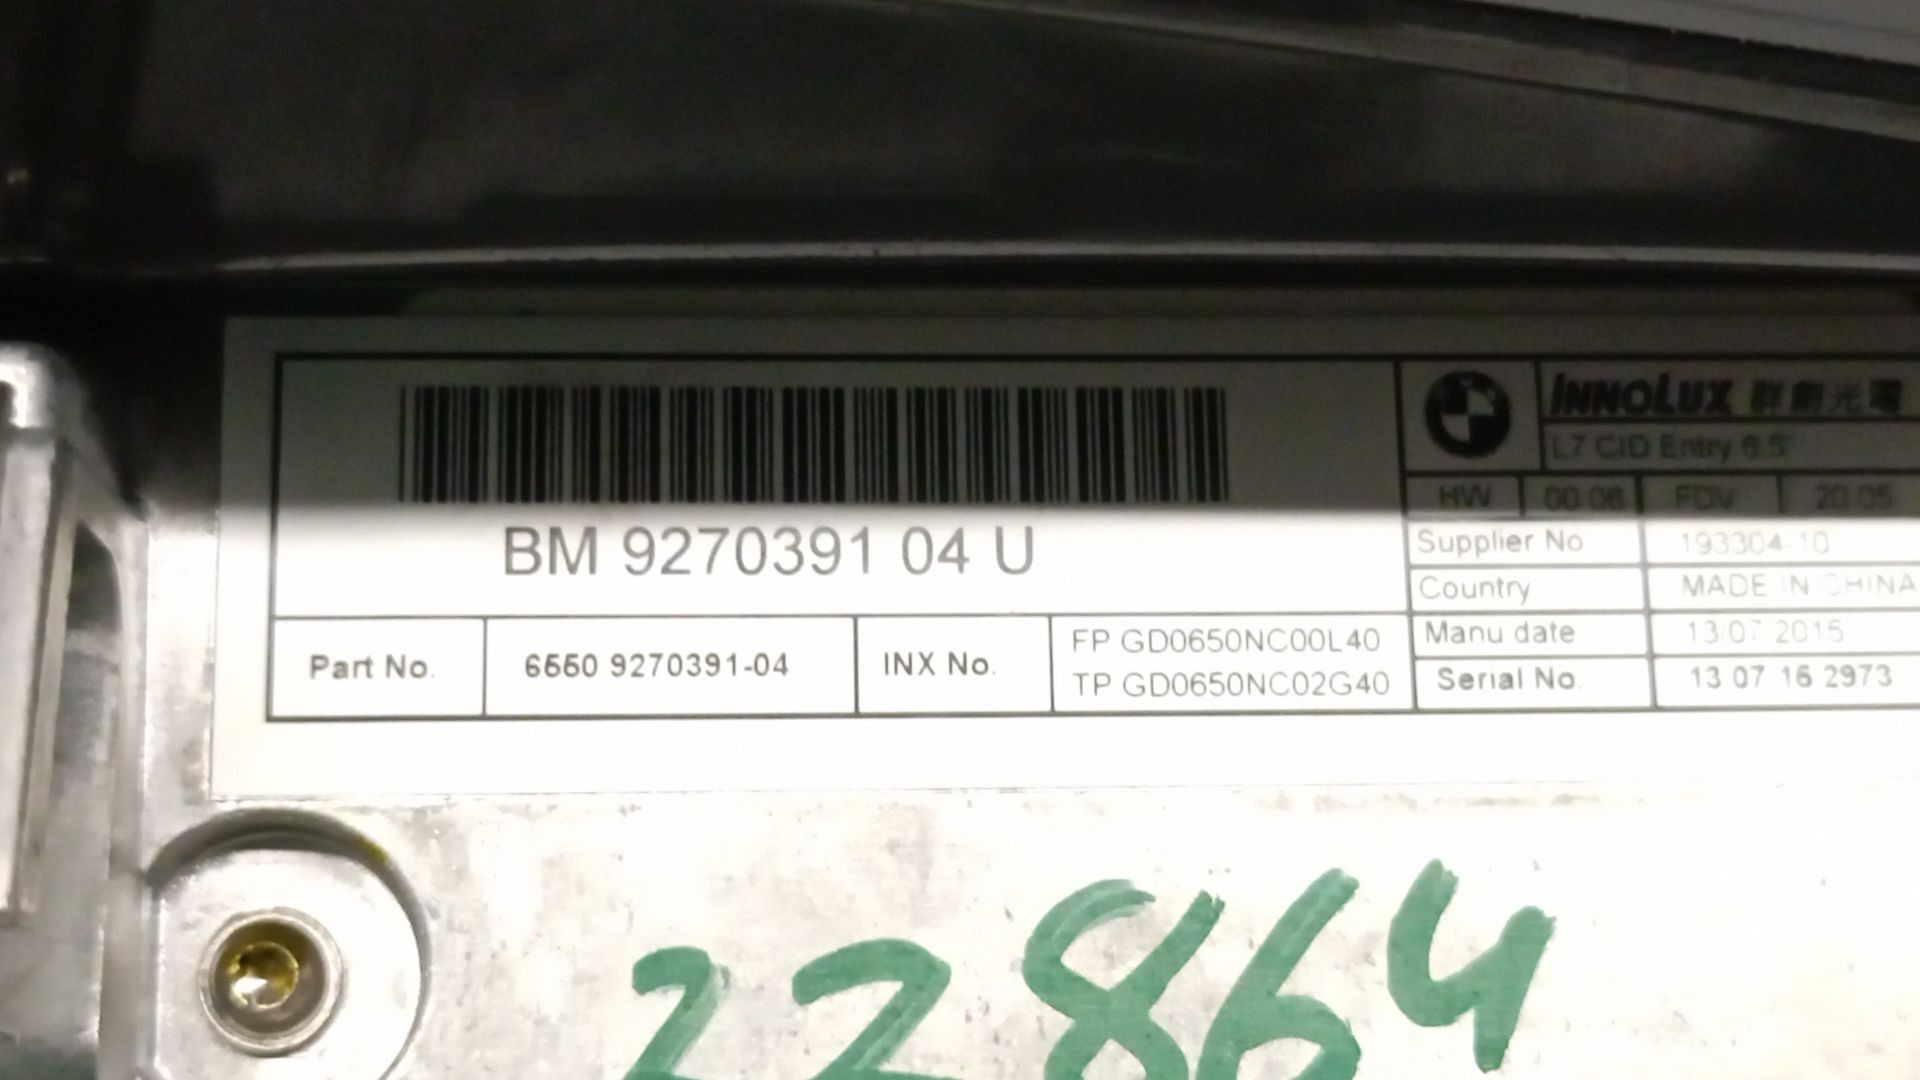 BM 9270391 04 U
Part No.
6550 9270391-04
INX No.
FP GD0650NC00L40
TP GD0650NC02G40
INNOLUX 群創光電
L7 CID Entry 6.5"
HW 00.06 PDV 20.05
Supplier No 193304-10
Country MADE IN CHINA
Manu date 13.07.2015
Serial No. 13 07 15 2973
22864